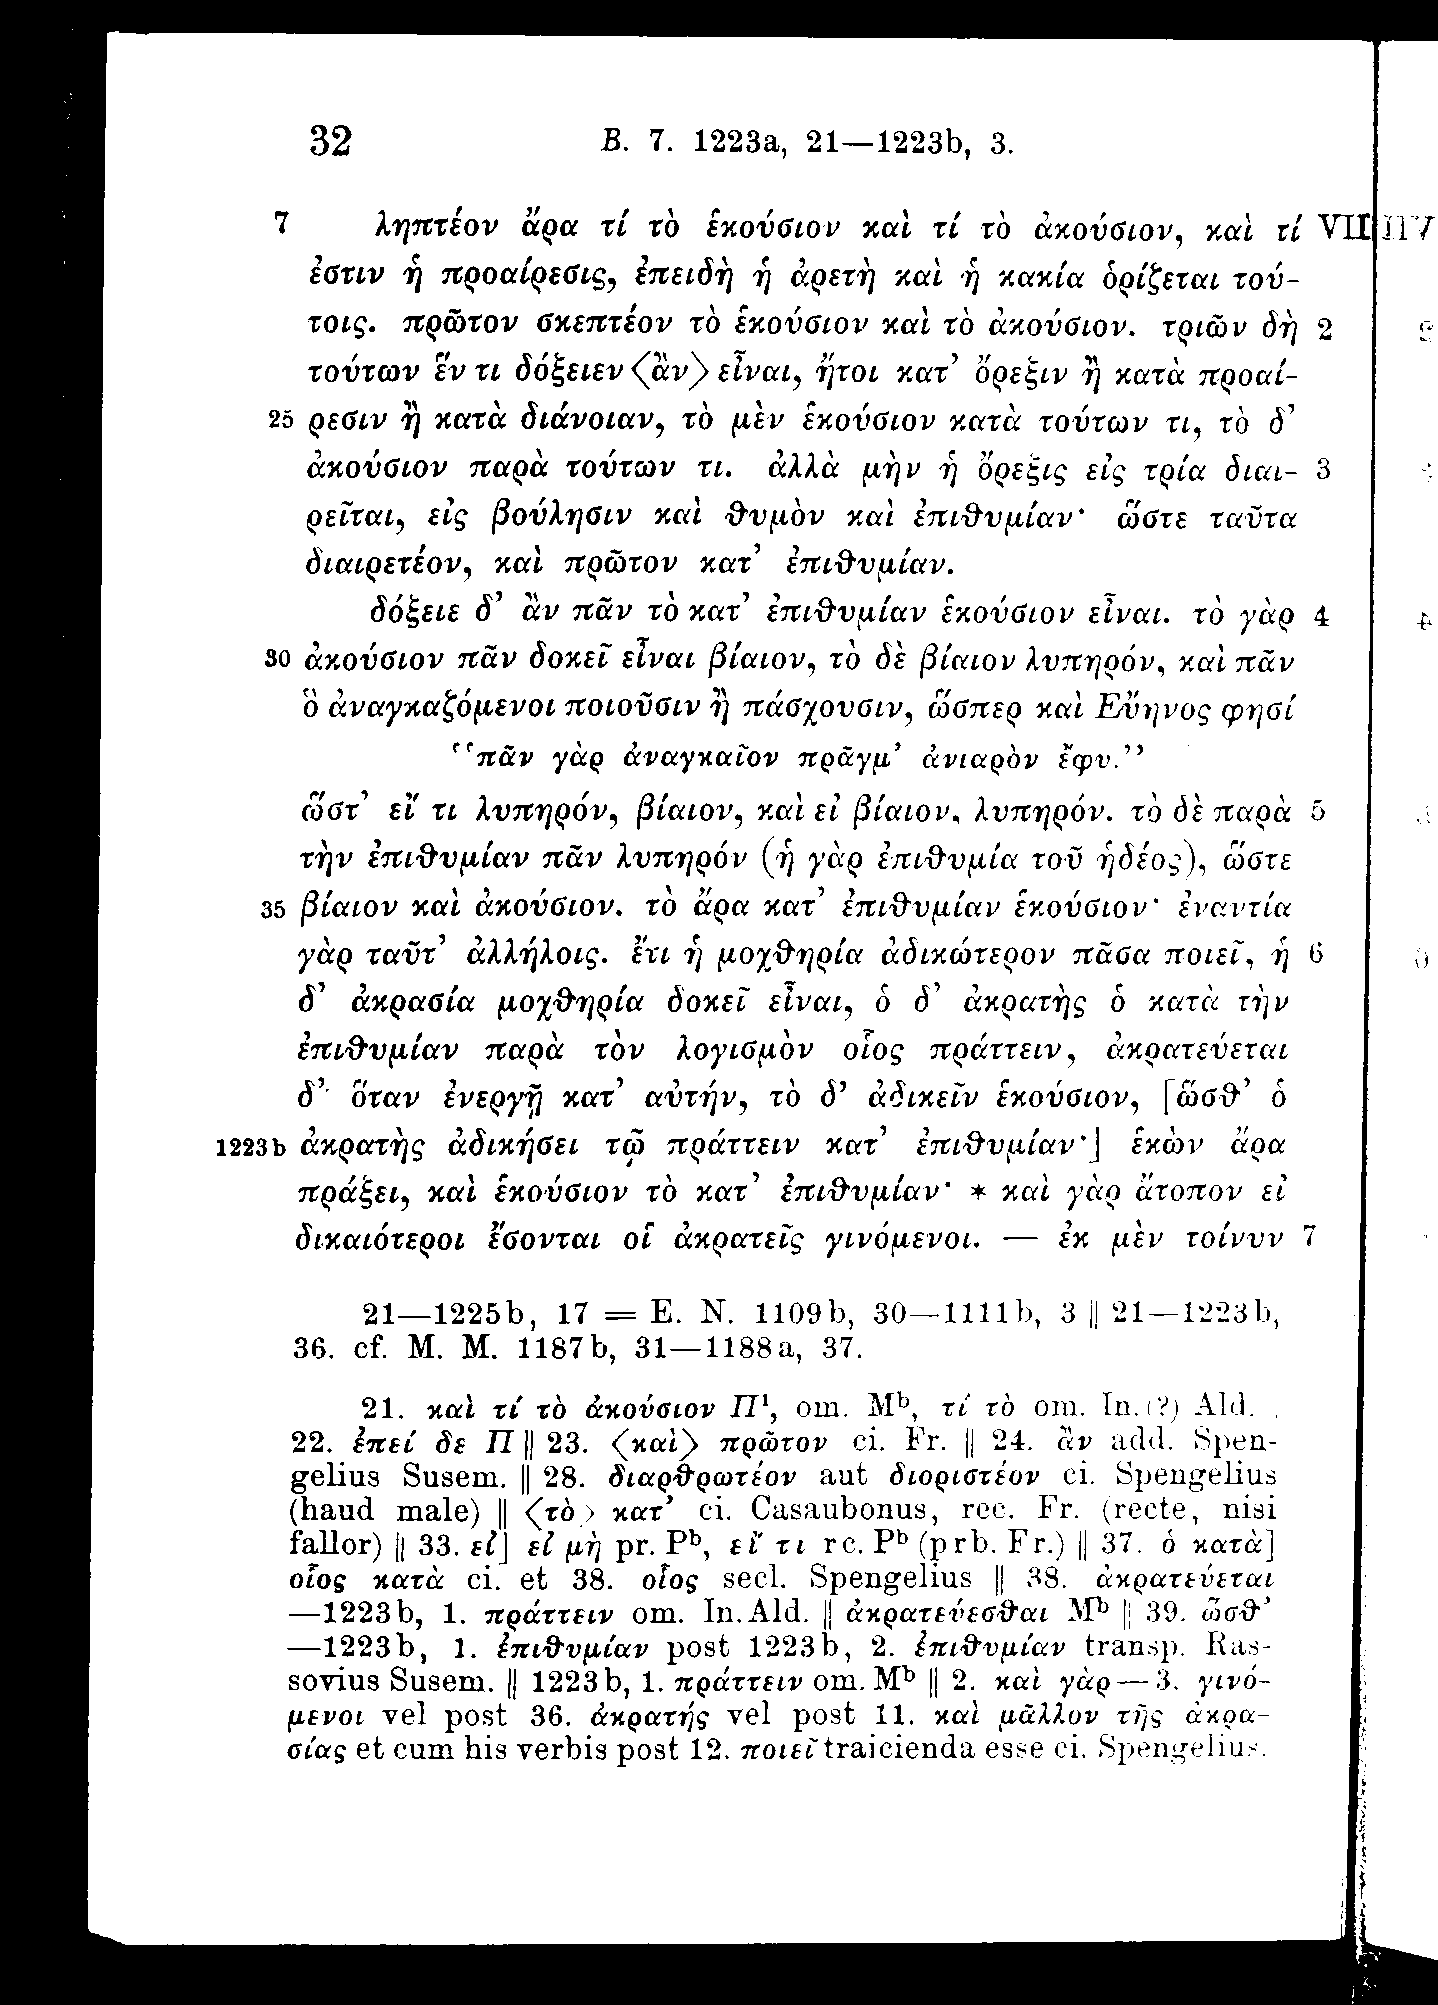 32 B. 7. 1223a, 21—1223b, 3.
7 ληπτέον ἄρα τί τὸ ἑκούσιον καὶ τί τὸ ἀκούσιον, καὶ τί VII
ἐστιν ἡ προαίρεσις, ἐπειδὴ ἡ ἀρετὴ καὶ ἡ κακία ὁρίζεται τού-
τοις. πρῶτον σκεπτέον τὸ ἑκούσιον καὶ τὸ ἀκούσιον. τριῶν δὴ 2
τούτων ἕν τι δόξειεν ⟨ἂν⟩ εἶναι, ἤτοι κατ’ ὄρεξιν ἢ κατὰ προαί-
25 ρεσιν ἢ κατὰ διάνοιαν, τὸ μὲν ἑκούσιον κατὰ τούτων τι, τὸ δ’
ἀκούσιον παρὰ τούτων τι. ἀλλὰ μὴν ἡ ὄρεξις εἰς τρία διαι- 3
ρεῖται, εἰς βούλησιν καὶ θυμὸν καὶ ἐπιθυμίαν· ὥστε ταῦτα
διαιρετέον, καὶ πρῶτον κατ’ ἐπιθυμίαν.
δόξειε δ’ ἂν πᾶν τὸ κατ’ ἐπιθυμίαν ἑκούσιον εἶναι. τὸ γὰρ 4
30 ἀκούσιον πᾶν δοκεῖ εἶναι βίαιον, τὸ δὲ βίαιον λυπηρόν, καὶ πᾶν
ὃ ἀναγκαζόμενοι ποιοῦσιν ἢ πάσχουσιν, ὥσπερ καὶ Εὔηνος φησί
“πᾶν γὰρ ἀναγκαῖον πρᾶγμ’ ἀνιαρὸν ἔφυ.”
ὥστ’ εἴ τι λυπηρόν, βίαιον, καὶ εἰ βίαιον, λυπηρόν. τὸ δὲ παρὰ 5
τὴν ἐπιθυμίαν πᾶν λυπηρόν (ἡ γὰρ ἐπιθυμία τοῦ ἡδέος), ὥστε
35 βίαιον καὶ ἀκούσιον. τὸ ἄρα κατ’ ἐπιθυμίαν ἑκούσιον· ἐναντία
γὰρ ταῦτ’ ἀλλήλοις. ἔτι ἡ μοχθηρία ἀδικώτερον πᾶσα ποιεῖ, ἡ 6
δ’ ἀκρασία μοχθηρία δοκεῖ εἶναι, ὁ δ’ ἀκρατὴς ὁ κατὰ τὴν
ἐπιθυμίαν παρὰ τὸν λογισμὸν οἷος πράττειν, ἀκρατεύεται
δ’ ὅταν ἐνεργῇ κατ’ αὐτήν, τὸ δ’ ἀδικεῖν ἑκούσιον, [ὥσθ’ ὁ
1223b ἀκρατὴς ἀδικήσει τῷ πράττειν κατ’ ἐπιθυμίαν·] ἑκὼν ἄρα
πράξει, καὶ ἑκούσιον τὸ κατ’ ἐπιθυμίαν· * καὶ γὰρ ἄτοπον εἰ
δικαιότεροι ἔσονται οἱ ἀκρατεῖς γινόμενοι. — ἐκ μὲν τοίνυν 7
21—1225b, 17 = E. N. 1109b, 30—1111b, 3 ‖ 21—1223b,
36. cf. M. M. 1187b, 31—1188a, 37.
21. καὶ τί τὸ ἀκούσιον Π¹, om. Mᵇ, τί τὸ om. In.(?) Ald.
22. ἐπεί δε Π ‖ 23. ⟨καὶ⟩ πρῶτον ci. Fr. ‖ 24. ἂν add. Spen-
gelius Susem. ‖ 28. διαρθρωτέον aut διοριστέον ci. Spengelius
(haud male) ‖ ⟨τὸ⟩ κατ’ ci. Casaubonus, rec. Fr. (recte, nisi
fallor) ‖ 33. εἰ] εἰ μὴ pr. Pᵇ, εἴ τι rc. Pᵇ (prb. Fr.) ‖ 37. ὁ κατὰ]
οἷος κατὰ ci. et 38. οἷος secl. Spengelius ‖ 38. ἀκρατεύεται
—1223b, 1. πράττειν om. In. Ald. ‖ ἀκρατεύεσθαι Mᵇ ‖ 39. ὥσθ’
—1223b, 1. ἐπιθυμίαν post 1223b, 2. ἐπιθυμίαν transp. Ras-
sovius Susem. ‖ 1223b, 1. πράττειν om. Mᵇ ‖ 2. καὶ γὰρ — 3. γινό-
μενοι vel post 36. ἀκρατής vel post 11. καὶ μᾶλλον τῆς ἀκρα-
σίας et cum his verbis post 12. ποιεῖ traicienda esse ci. Spengelius.